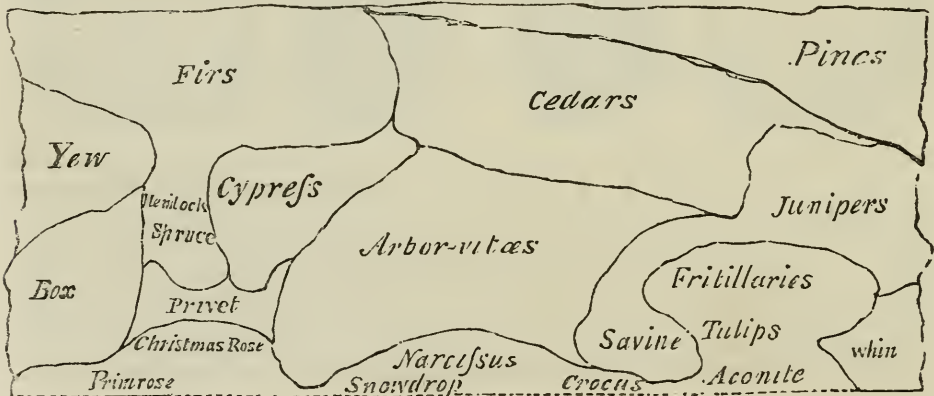 Pines
Firs
Cedars
Yew
Cypreſs
Hemlock
Spruce
Junipers
Arbor-vitæs
Fritillaries
Box
Privet
Christmas Rose
Savine
Tulips
whin
Narciſsus
Primrose
Snowdrop
Crocus
Aconite